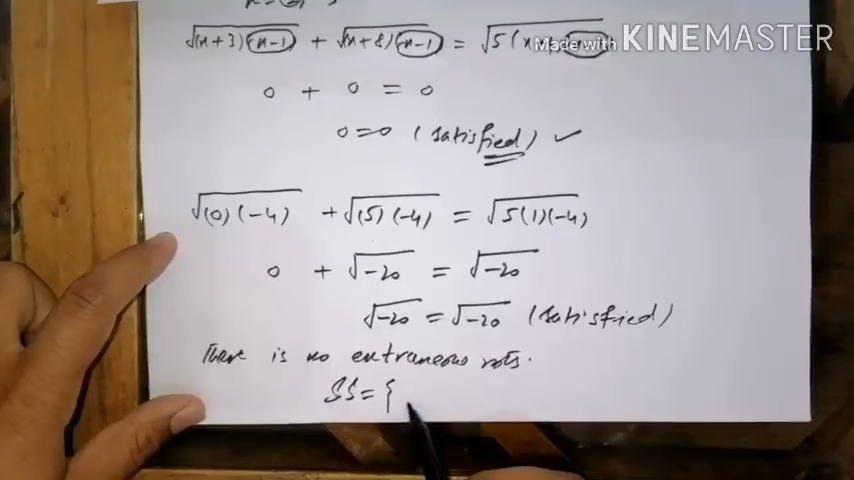 √(x+3)(x-1) + √(x+8)(x-1) = √5(x
Made with KINEMASTER
0 + 0 = 0
0=0 (satisfied) ✓
√(0)(-4) + √(5)(-4) = √5(1)(-4)
0 + √-20 = √-20
√-20 = √-20 (satisfied)
There is no extraneous rots.
SS={